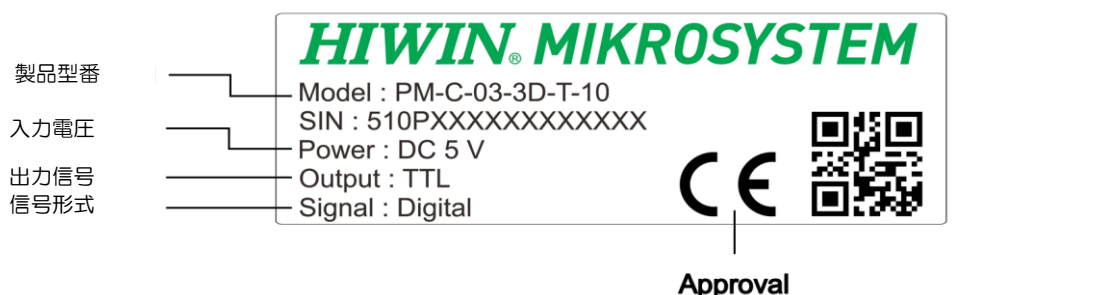 HIWIN® MIKROSYSTEM
製品型番
Model : PM-C-03-3D-T-10
SIN : 510PXXXXXXXXXXXX
入力電圧
Power : DC 5 V
出力信号
Output : TTL
信号形式
Signal : Digital
CE
Approval